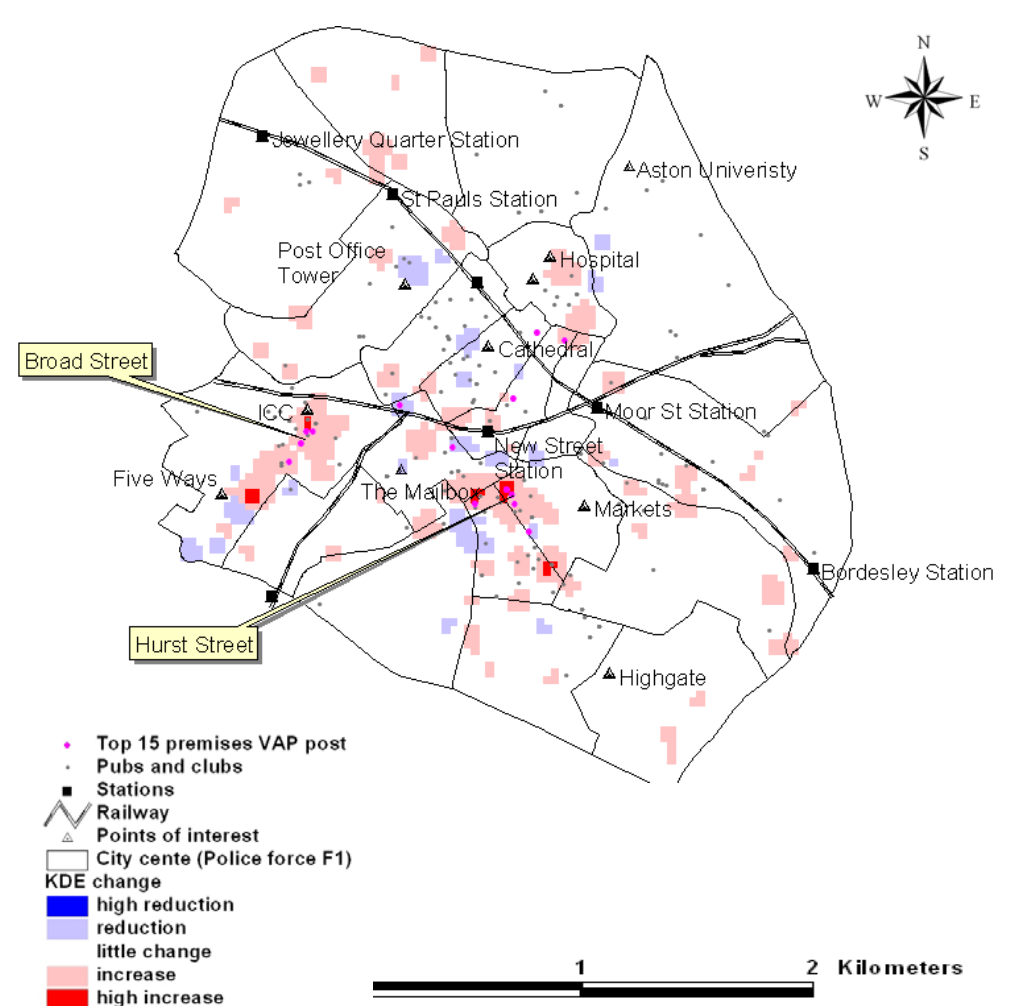 N
W E
S
Jewellery Quarter Station
Aston Univeristy
St Pauls Station
Post Office
Tower
Hospital
Broad Street
Cathedral
ICC
Moor St Station
New Street
Station
Five Ways
The Mailbox
Markets
Bordesley Station
Hurst Street
Highgate
Top 15 premises VAP post
Pubs and clubs
Stations
Railway
Points of interest
City cente (Police force F1)
KDE change
high reduction
reduction
little change
increase
high increase
1 2 Kilometers